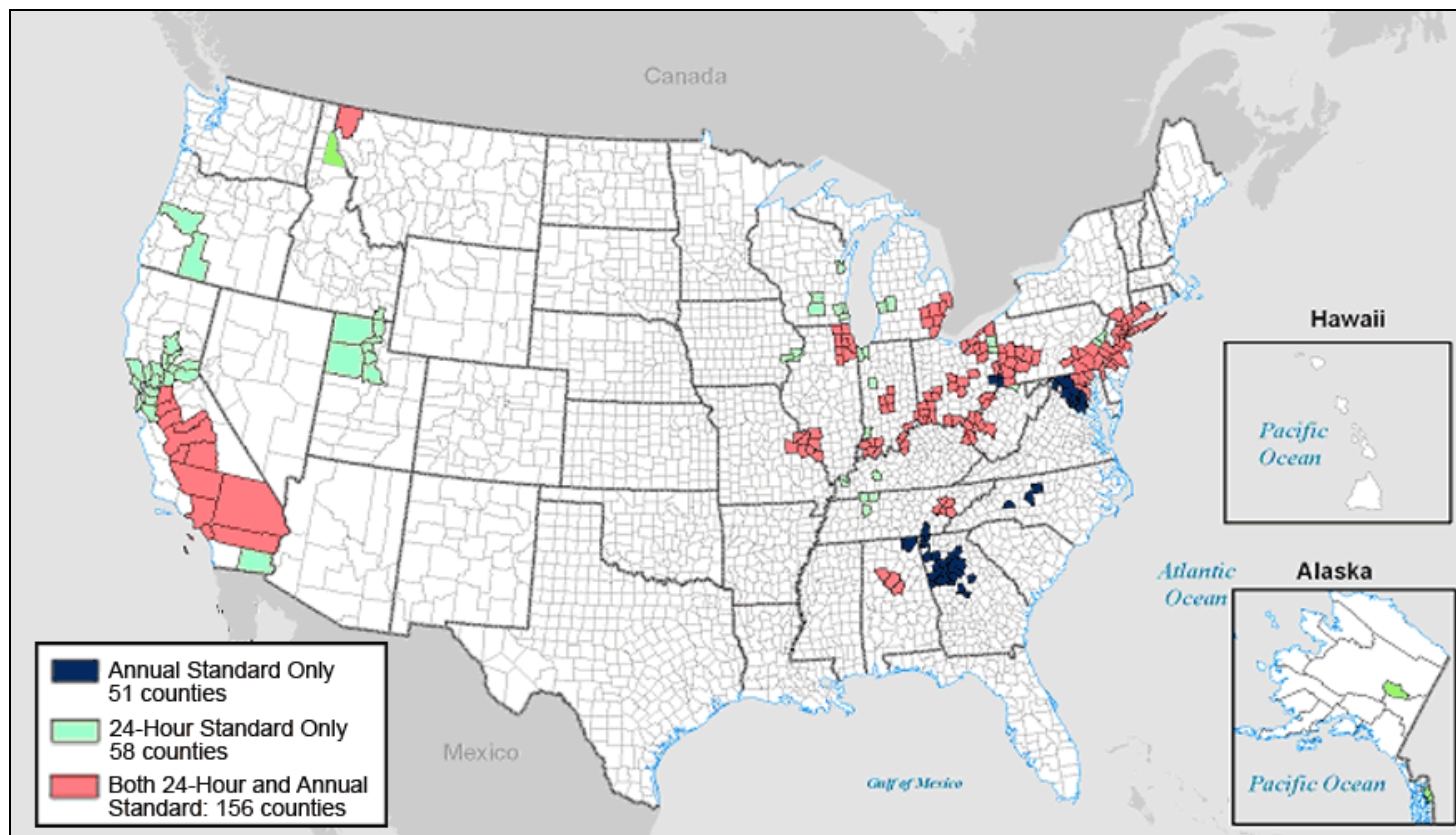 Canada
Hawaii
Pacific
Ocean
Atlantic
Ocean
Alaska
Annual Standard Only
51 counties
24-Hour Standard Only
58 counties
Both 24-Hour and Annual
Standard: 156 counties
Mexico
Gulf of Mexico
Pacific Ocean